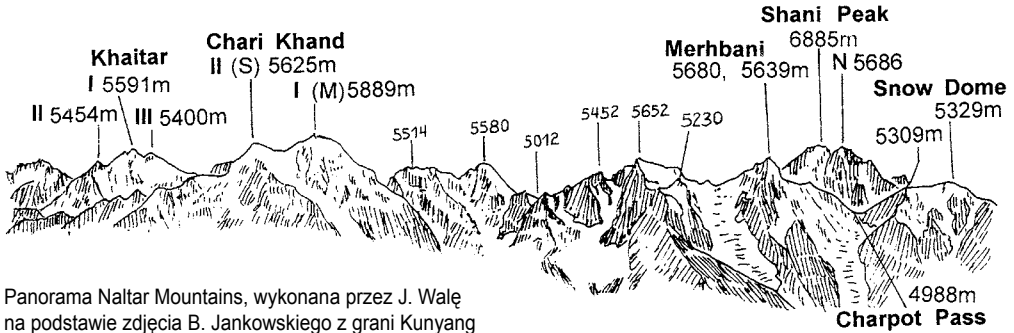 Khaitar
I 5591m
II 5454m III 5400m
Chari Khand
II (S) 5625m
I (M) 5889m
5514
5580
5012
5452
5652
5230
Merhbani
5680, 5639m
Shani Peak
6885m
N 5686
Snow Dome
5329m
5309m
4988m
Charpot Pass
Panorama Naltar Mountains, wykonana przez J. Walę
na podstawie zdjęcia B. Jankowskiego z grani Kunyang